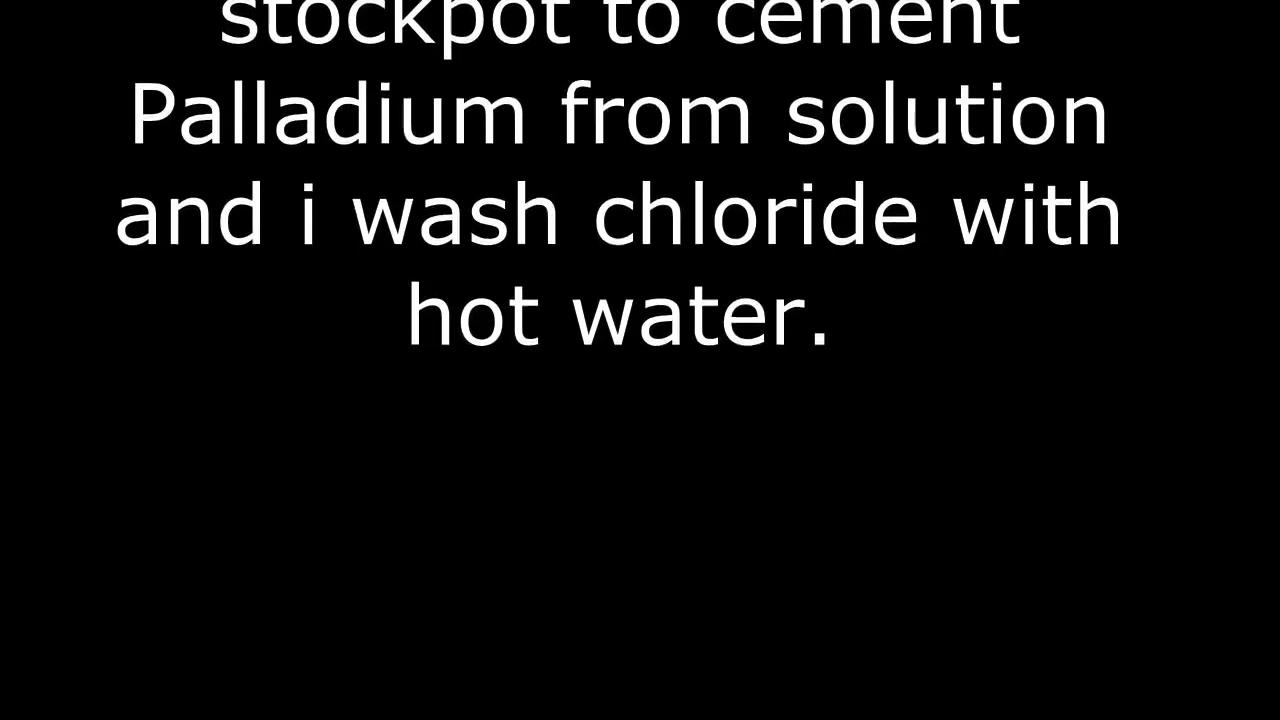 stockpot to cement
Palladium from solution
and i wash chloride with
hot water.